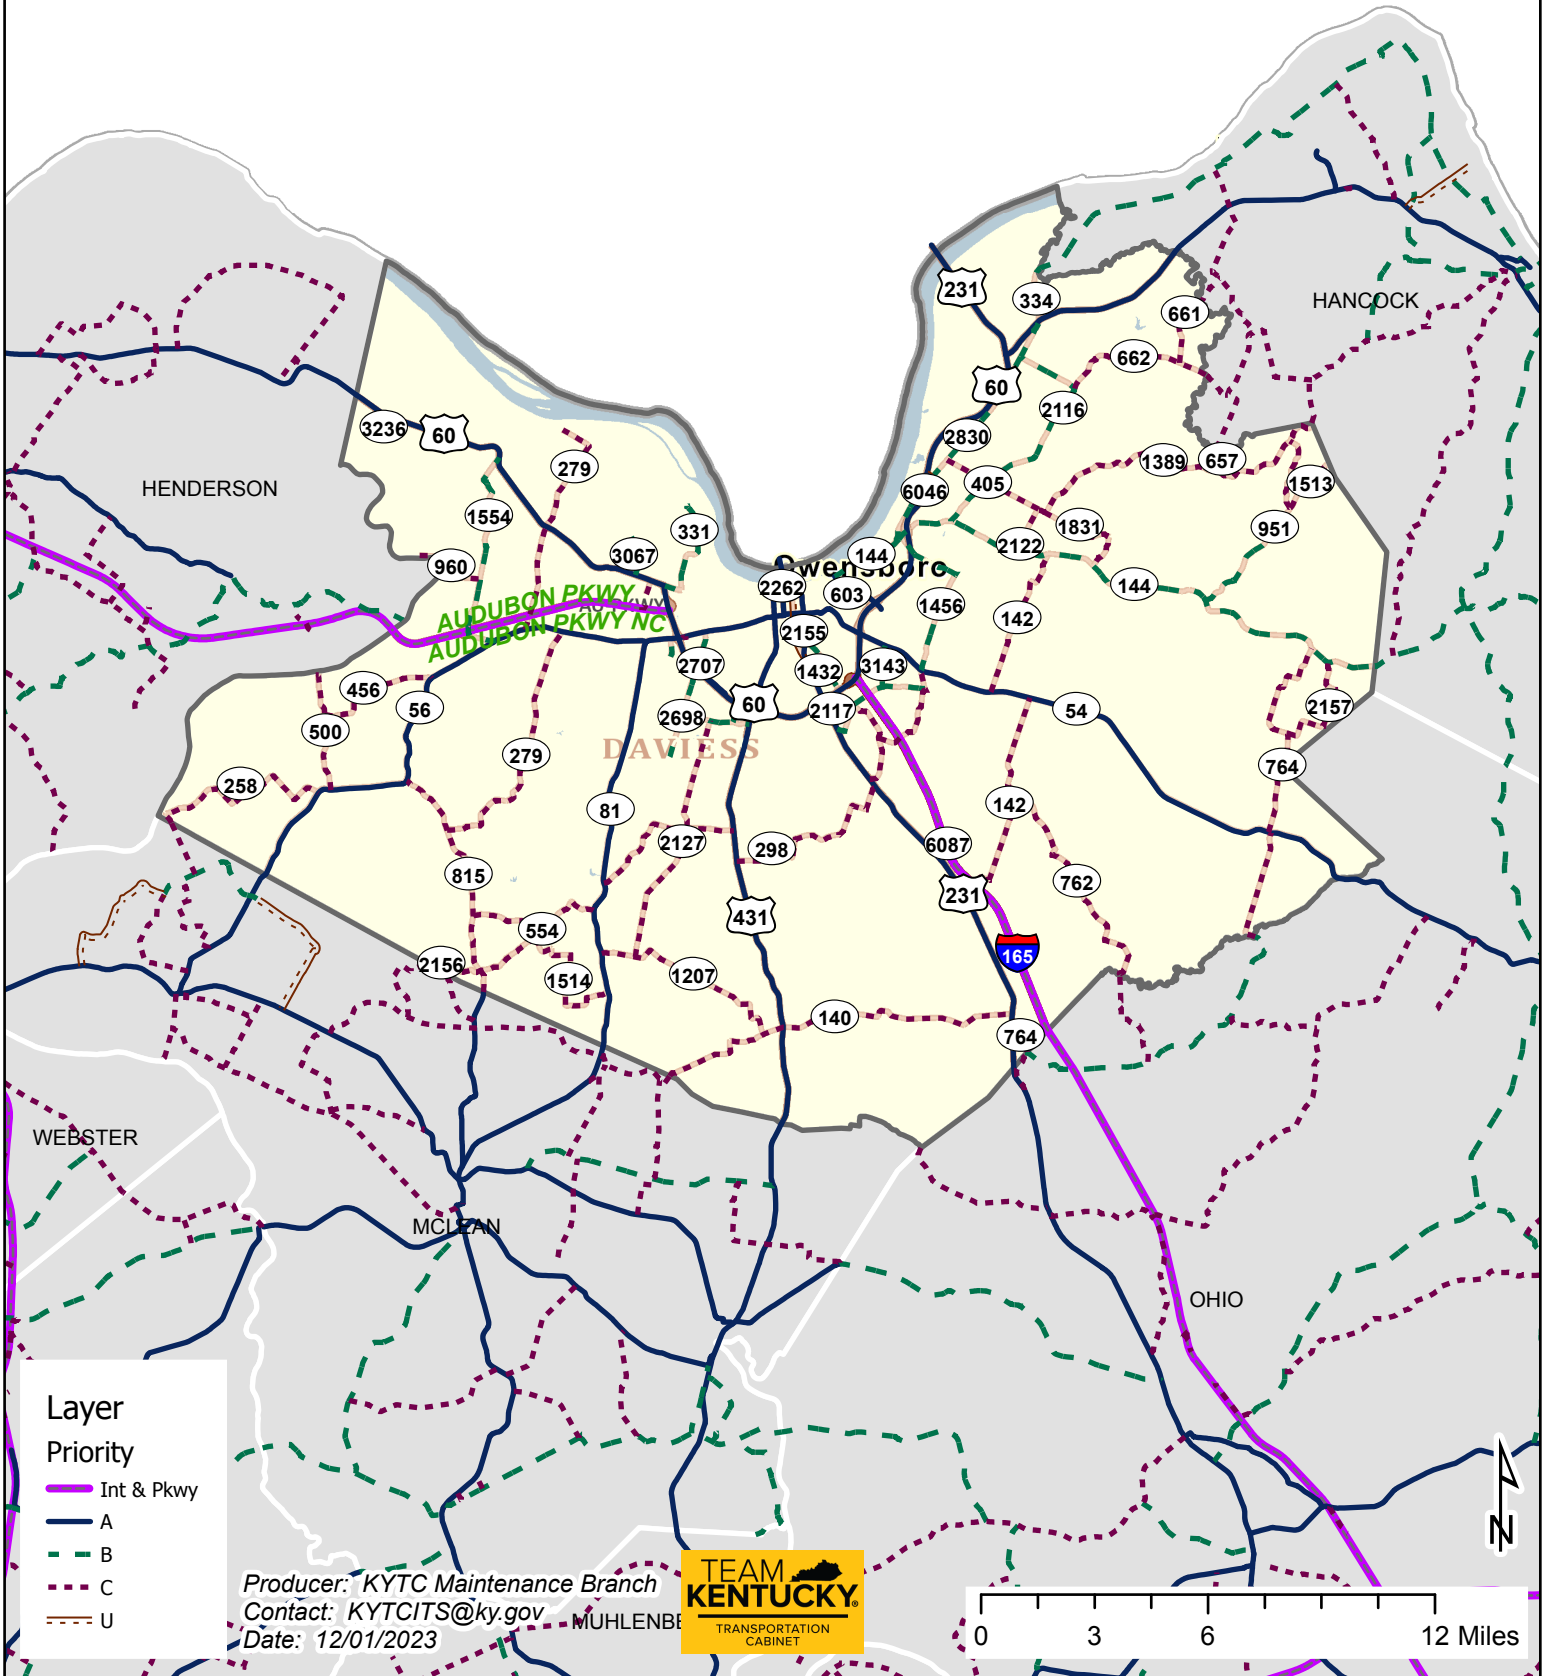 231
334
HANCOCK
661
662
60
2116
3236
60
2830
279
1389
657
HENDERSON
6046
405
1513
1554
331
1831
951
3067
144
2122
960
Owensboro
2262
603
144
AUDUBON PKWY
AU PKWY
1456
142
AUDUBON PKWY NC
2155
2707
1432
3143
456
56
60
2117
54
2157
2698
500
DAVIESS
279
764
258
81
142
2127
298
6087
815
762
231
431
554
165
2156
1514
1207
140
764
WEBSTER
MCLEAN
OHIO
Layer
Priority
Int & Pkwy
A
B
C
U
N
Producer: KYTC Maintenance Branch
Contact: KYTCITS@ky.gov
Date: 12/01/2023
MUHLENBE
TEAM
KENTUCKY®
TRANSPORTATION
CABINET
0 3 6 12 Miles